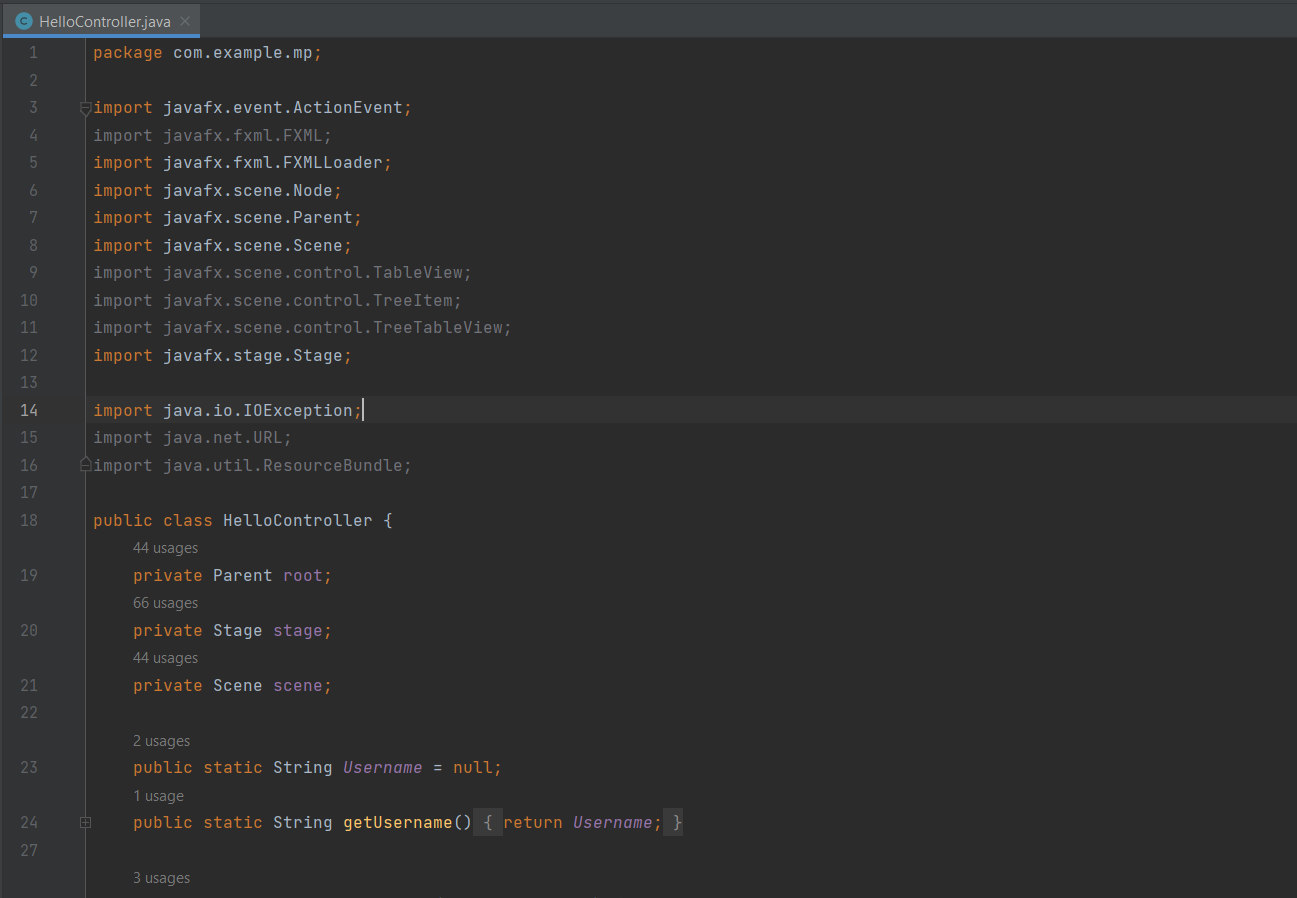 HelloController.java
1 package com.example.mp;
2
3 import javafx.event.ActionEvent;
4 import javafx.fxml.FXML;
5 import javafx.fxml.FXMLLoader;
6 import javafx.scene.Node;
7 import javafx.scene.Parent;
8 import javafx.scene.Scene;
9 import javafx.scene.control.TableView;
10 import javafx.scene.control.TreeItem;
11 import javafx.scene.control.TreeTableView;
12 import javafx.stage.Stage;
13
14 import java.io.IOException;
15 import java.net.URL;
16 import java.util.ResourceBundle;
17
18 public class HelloController {
44 usages
19 private Parent root;
66 usages
20 private Stage stage;
44 usages
21 private Scene scene;
22
2 usages
23 public static String Username = null;
1 usage
24 public static String getUsername() { return Username; }
27
3 usages